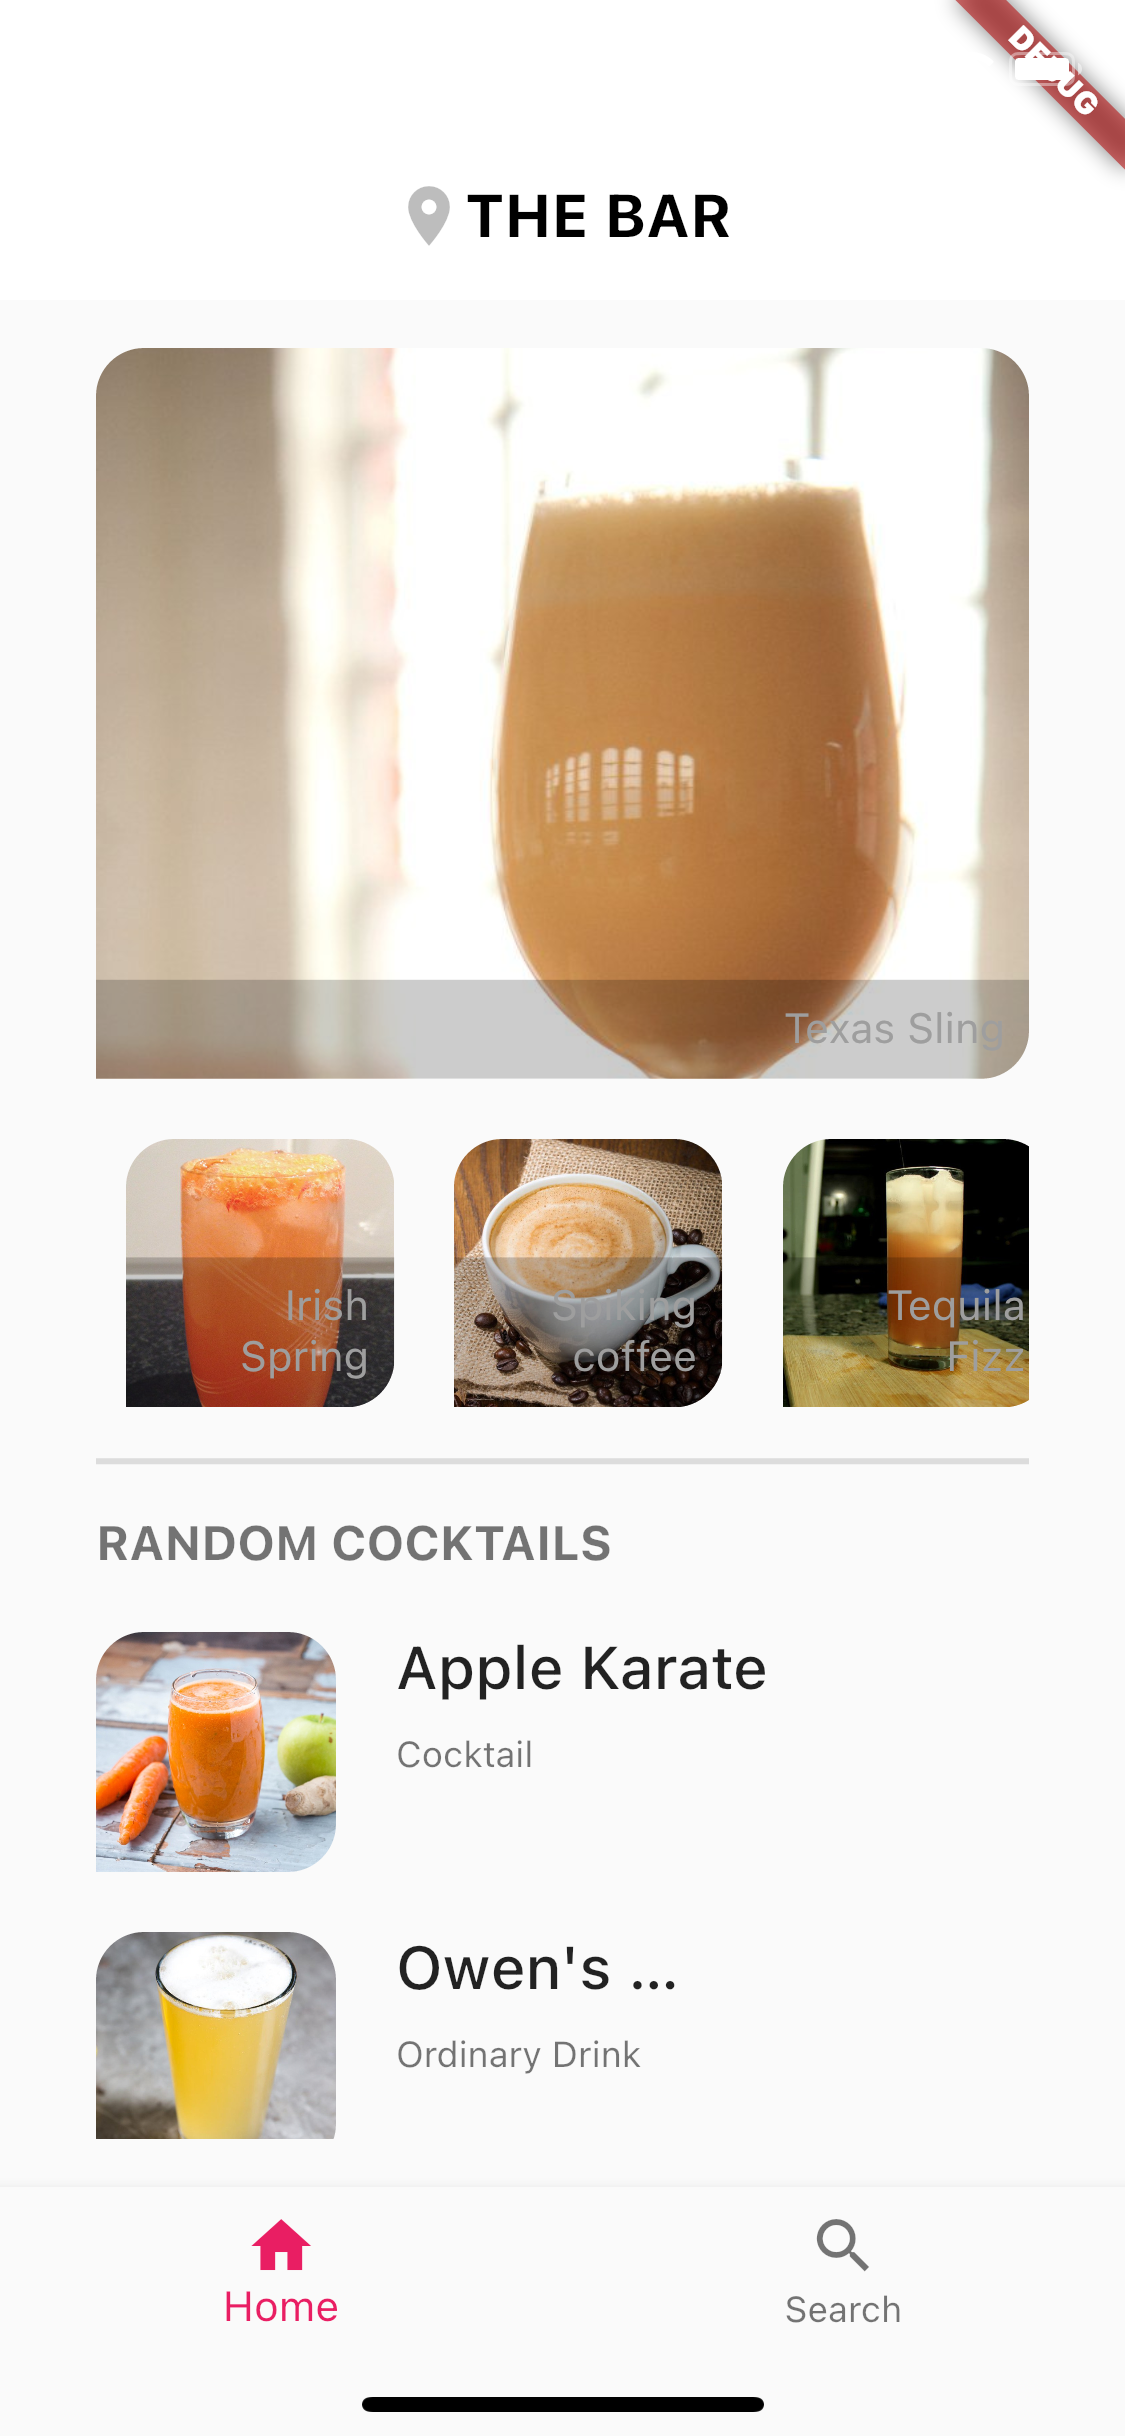 DEBUG
THE BAR
Texas Sling
Irish
Spring
Spiking
coffee
Tequila
Fizz
RANDOM COCKTAILS
Apple Karate
Cocktail
Owen's ...
Ordinary Drink
Home
Search